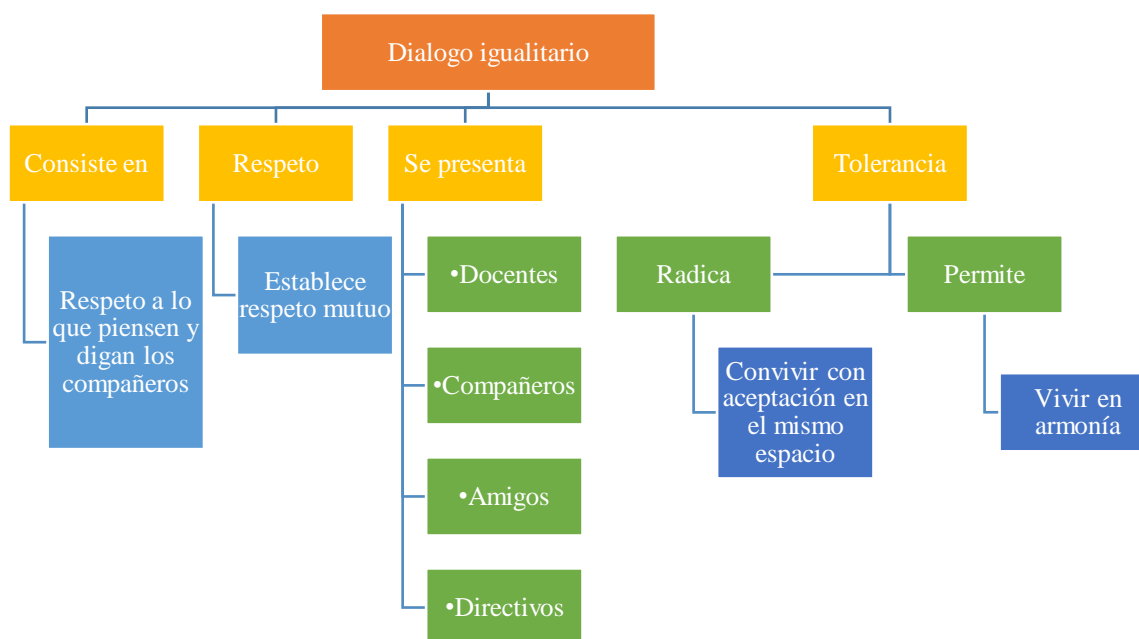 Dialogo igualitario
Consiste en
Respeto a lo
que piensen y
digan los
compañeros
Respeto
Establece
respeto mutuo
Se presenta
•Docentes
•Compañeros
•Amigos
•Directivos
Tolerancia
Radica
Convivir con
aceptación en
el mismo
espacio
Permite
Vivir en
armonía